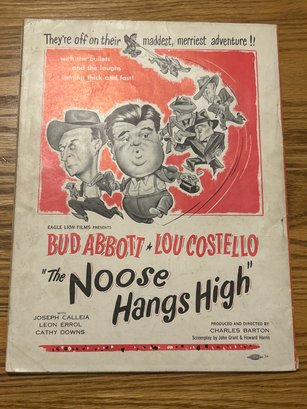 They're off on their maddest, merriest adventure!!
with the bullets
and the laughs
coming thick and fast!
EAGLE LION FILMS PRESENTS
BUD ABBOTT ★ LOU COSTELLO
"The Noose
Hangs High"
WITH
JOSEPH CALLEIA
LEON ERROL
CATHY DOWNS
PRODUCED AND DIRECTED BY
CHARLES BARTON
Screenplay by John Grant & Howard Harris